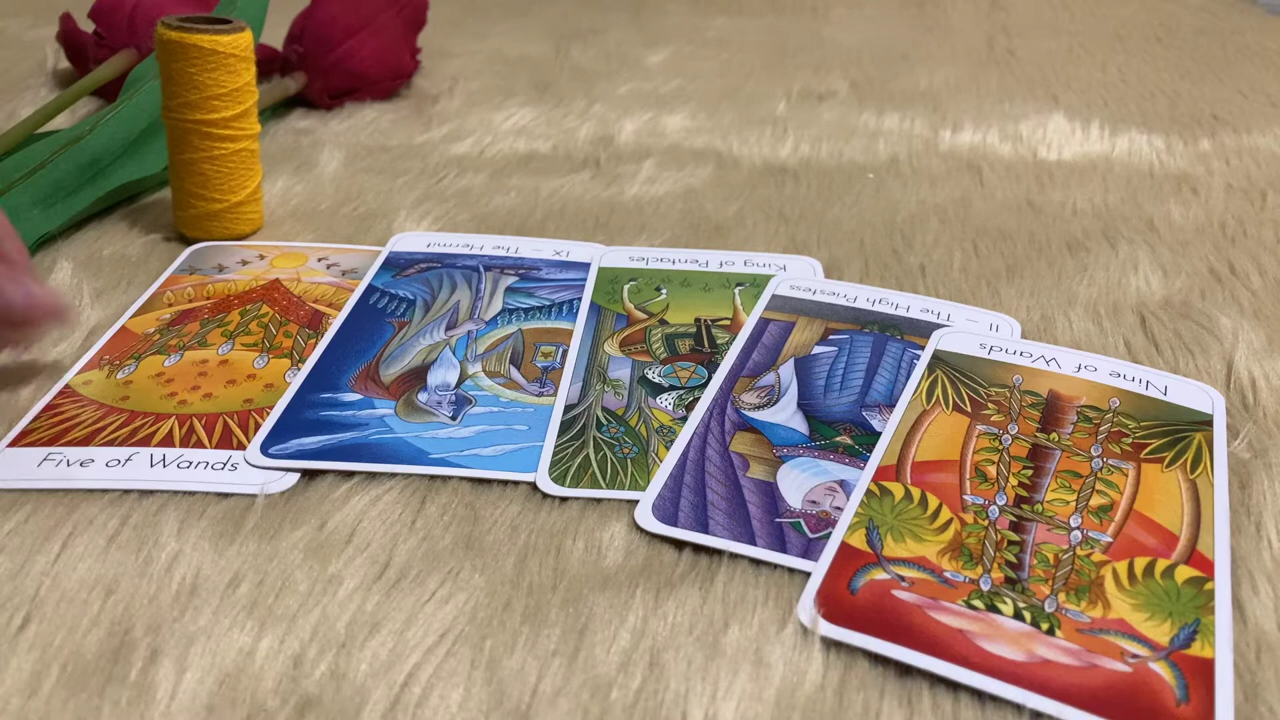 Five of Wands
IX - The Hermit
King of Pentacles
II - The High Priestess
Nine of Wands